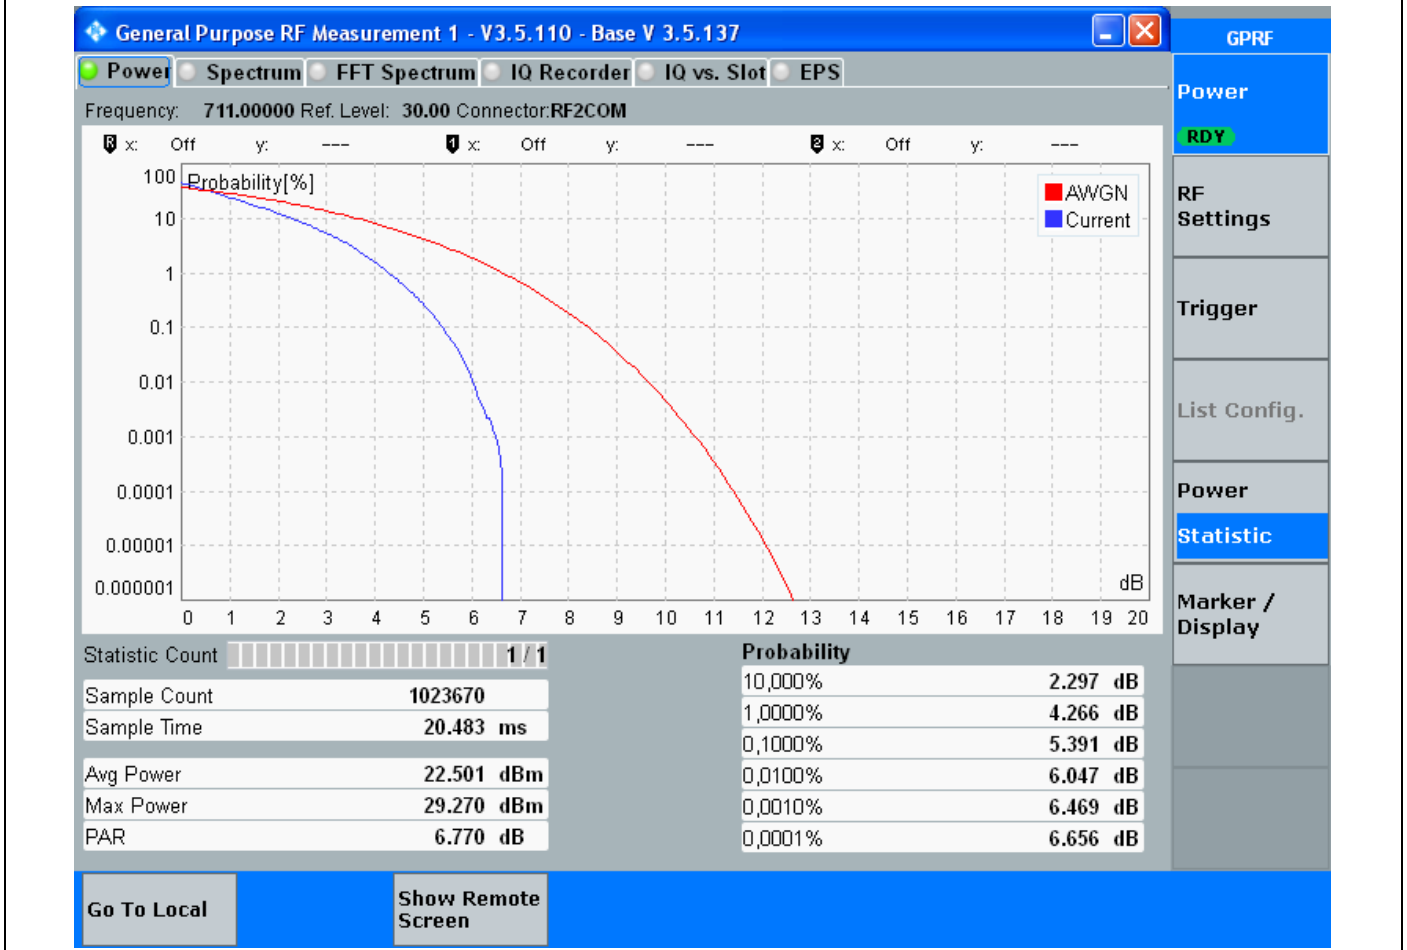 General Purpose RF Measurement 1 - V3.5.110 - Base V 3.5.137
GPRF
Power Spectrum FFT Spectrum IQ Recorder IQ vs. Slot EPS
Power
RDY
Frequency: 711.00000 Ref. Level: 30.00 Connector:RF2COM
R x: Off y: --- 1 x: Off y: --- 2 x: Off y: ---
Probability[%]
100
10
1
0.1
0.01
0.001
0.0001
0.00001
0.000001
AWGN
Current
dB
0 1 2 3 4 5 6 7 8 9 10 11 12 13 14 15 16 17 18 19 20
RF
Settings
Trigger
List Config.
Power
Statistic
Marker /
Display
Statistic Count 1 / 1
Sample Count 1023670
Sample Time 20.483 ms
Avg Power 22.501 dBm
Max Power 29.270 dBm
PAR 6.770 dB
Probability
10,000% 2.297 dB
1,0000% 4.266 dB
0,1000% 5.391 dB
0,0100% 6.047 dB
0,0010% 6.469 dB
0,0001% 6.656 dB
Go To Local
Show Remote
Screen